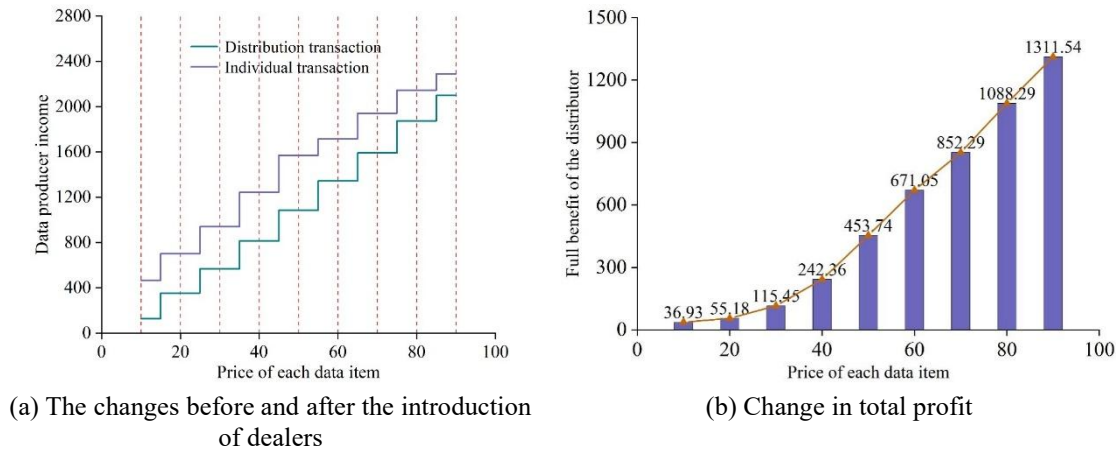 2800
2400
2000
1600
1200
800
400
0
Data producer income
Distribution transaction
Individual transaction
0 20 40 60 80 100
Price of each data item
(a) The changes before and after the introduction
of dealers
1500
1200
900
600
300
0
Full benefit of the distributor
36.93 55.18 115.45 242.36 453.74 671.05 852.29 1088.29 1311.54
0 20 40 60 80 100
Price of each data item
(b) Change in total profit